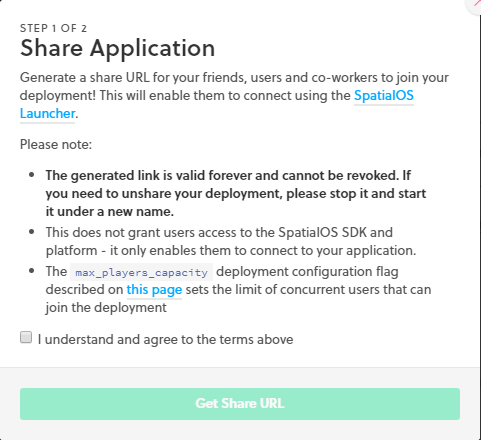 STEP 1 OF 2
Share Application
Generate a share URL for your friends, users and co-workers to join your
deployment! This will enable them to connect using the SpatialOS
Launcher.
Please note:
• The generated link is valid forever and cannot be revoked. If
you need to unshare your deployment, please stop it and start
it under a new name.
• This does not grant users access to the SpatialOS SDK and
platform - it only enables them to connect to your application.
• The max_players_capacity deployment configuration flag
described on this page sets the limit of concurrent users that can
join the deployment
I understand and agree to the terms above
Get Share URL